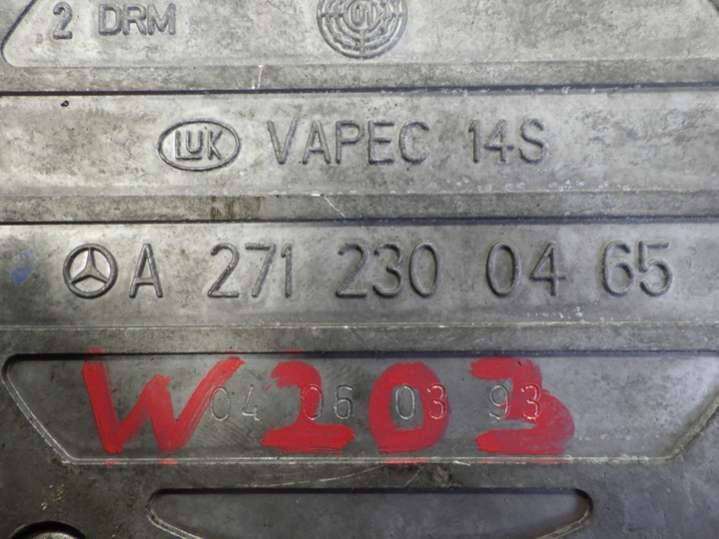 2 DRM
LUK VAPEC 14S
A 271 230 04 65
W203
04 06 03 93